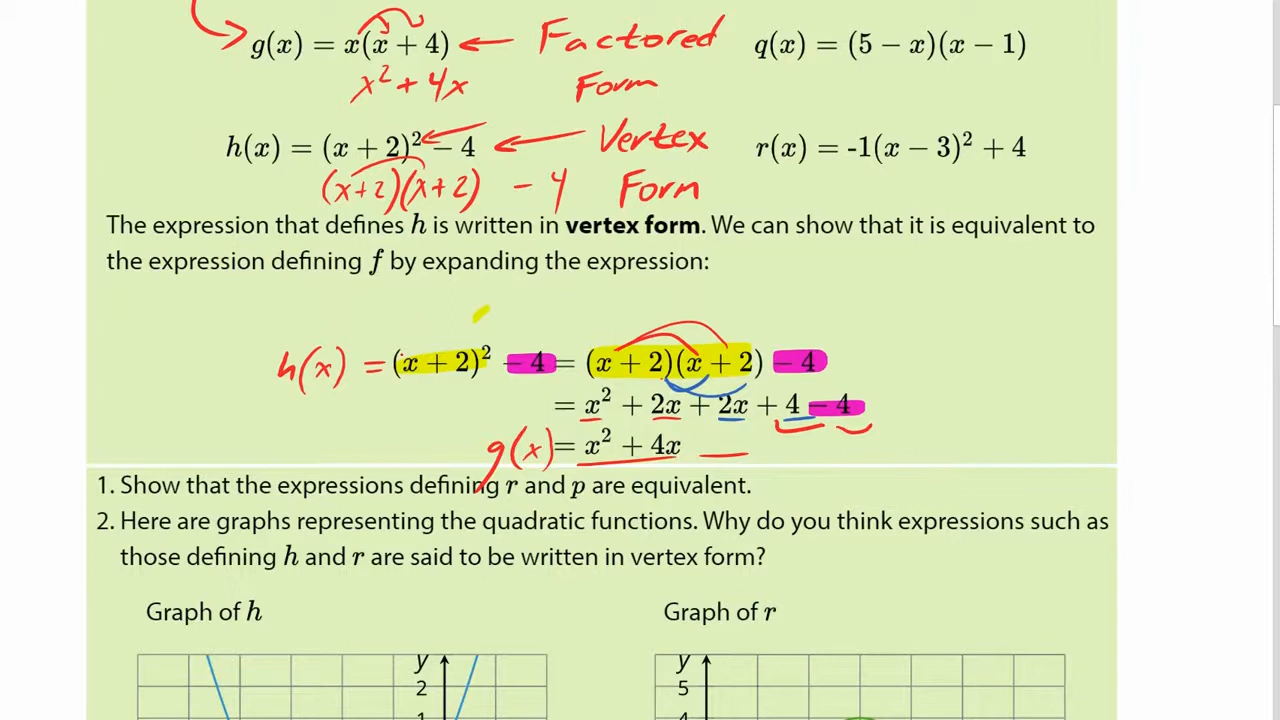 g(x) = x(x + 4) ← Factored q(x) = (5 − x)(x − 1)
x² + 4x Form
h(x) = (x + 2)² − 4 ← Vertex r(x) = -1(x − 3)² + 4
(x+2)(x+2) − 4 Form
The expression that defines h is written in vertex form. We can show that it is equivalent to
the expression defining f by expanding the expression:
h(x) = (x + 2)² − 4 = (x + 2)(x + 2) − 4
= x² + 2x + 2x + 4 − 4
g(x) = x² + 4x
1. Show that the expressions defining r and p are equivalent.
2. Here are graphs representing the quadratic functions. Why do you think expressions such as
those defining h and r are said to be written in vertex form?
Graph of h Graph of r
y y
2 5
1 4